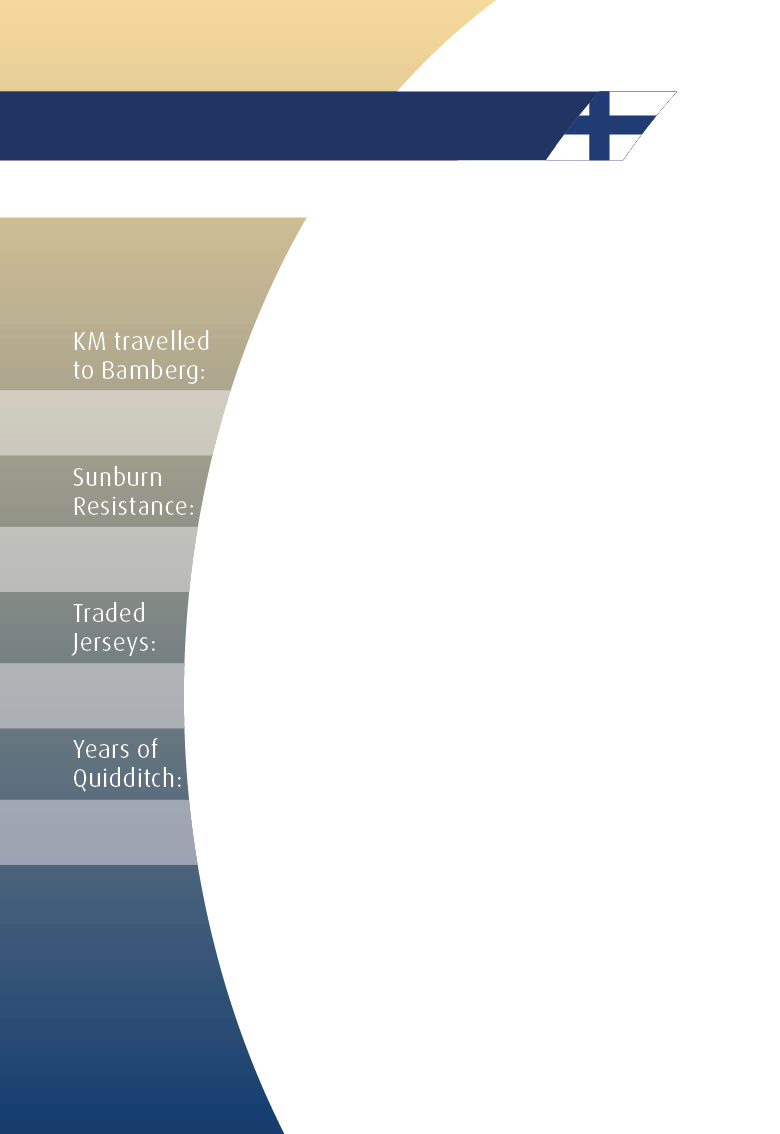 KM travelled
to Bamberg:
Sunburn
Resistance:
Traded
Jerseys:
Years of
Quidditch: